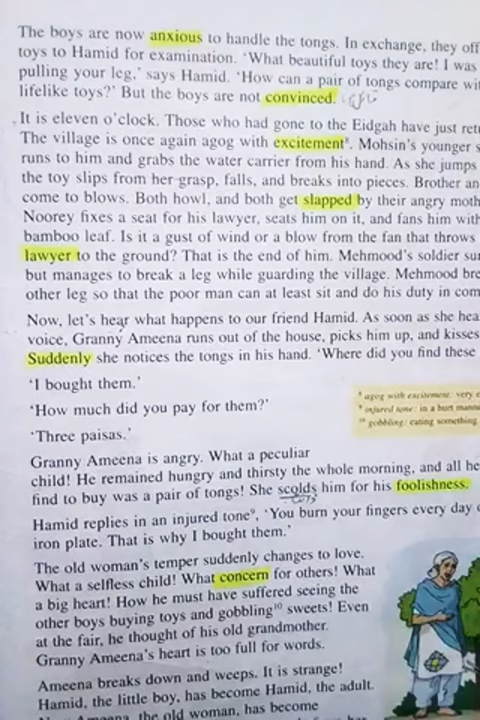 The boys are now anxious to handle the tongs. In exchange, they off
toys to Hamid for examination. 'What beautiful toys they are! I was
pulling your leg,' says Hamid. 'How can a pair of tongs compare wi
lifelike toys?' But the boys are not convinced.
It is eleven o'clock. Those who had gone to the Eidgah have just retu
The village is once again agog with excitement⁸. Mohsin's younger s
runs to him and grabs the water carrier from his hand. As she jumps
the toy slips from her grasp, falls, and breaks into pieces. Brother an
come to blows. Both howl, and both get slapped by their angry moth
Noorey fixes a seat for his lawyer, seats him on it, and fans him with
bamboo leaf. Is it a gust of wind or a blow from the fan that throws
lawyer to the ground? That is the end of him. Mehmood's soldier sur
but manages to break a leg while guarding the village. Mehmood bre
other leg so that the poor man can at least sit and do his duty in com
Now, let's hear what happens to our friend Hamid. As soon as she hea
voice, Granny Ameena runs out of the house, picks him up, and kisses
Suddenly she notices the tongs in his hand. 'Where did you find these
'I bought them.'
'How much did you pay for them?'
'Three paisas.'
⁸ agog with excitement: very e
⁹ injured tone: in a hurt manne
¹⁰ gobbling: eating something
Granny Ameena is angry. What a peculiar
child! He remained hungry and thirsty the whole morning, and all he
find to buy was a pair of tongs! She scolds him for his foolishness.
Hamid replies in an injured tone⁹, 'You burn your fingers every day
iron plate. That is why I bought them.'
The old woman's temper suddenly changes to love.
What a selfless child! What concern for others! What
a big heart! How he must have suffered seeing the
other boys buying toys and gobbling¹⁰ sweets! Even
at the fair, he thought of his old grandmother.
Granny Ameena's heart is too full for words.
Ameena breaks down and weeps. It is strange!
Hamid, the little boy, has become Hamid, the adult.
Ameena, the old woman, has become